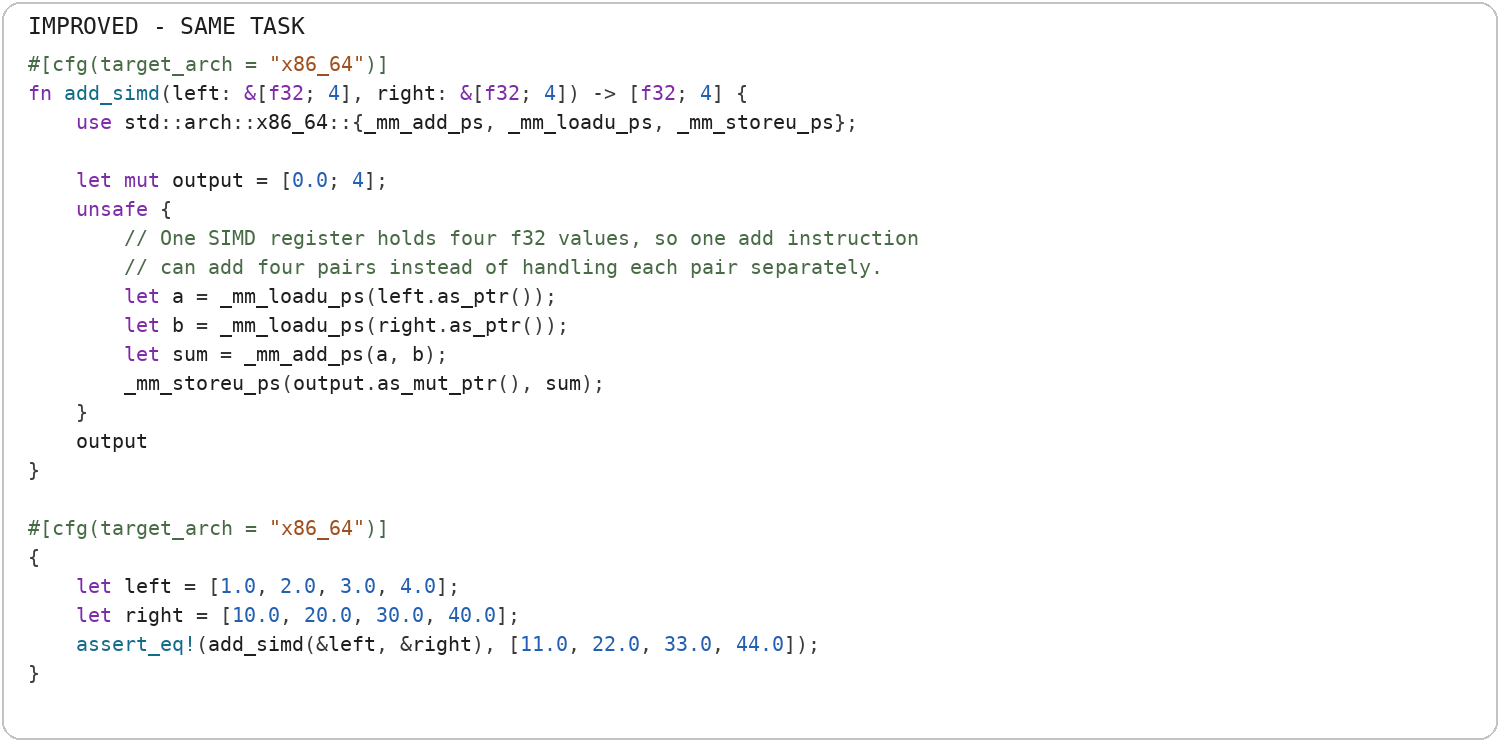 IMPROVED - SAME TASK
#[cfg(target_arch = "x86_64")]
fn add_simd(left: &[f32; 4], right: &[f32; 4]) -> [f32; 4] {
    use std::arch::x86_64::{_mm_add_ps, _mm_loadu_ps, _mm_storeu_ps};

    let mut output = [0.0; 4];
    unsafe {
        // One SIMD register holds four f32 values, so one add instruction
        // can add four pairs instead of handling each pair separately.
        let a = _mm_loadu_ps(left.as_ptr());
        let b = _mm_loadu_ps(right.as_ptr());
        let sum = _mm_add_ps(a, b);
        _mm_storeu_ps(output.as_mut_ptr(), sum);
    }
    output
}

#[cfg(target_arch = "x86_64")]
{
    let left = [1.0, 2.0, 3.0, 4.0];
    let right = [10.0, 20.0, 30.0, 40.0];
    assert_eq!(add_simd(&left, &right), [11.0, 22.0, 33.0, 44.0]);
}